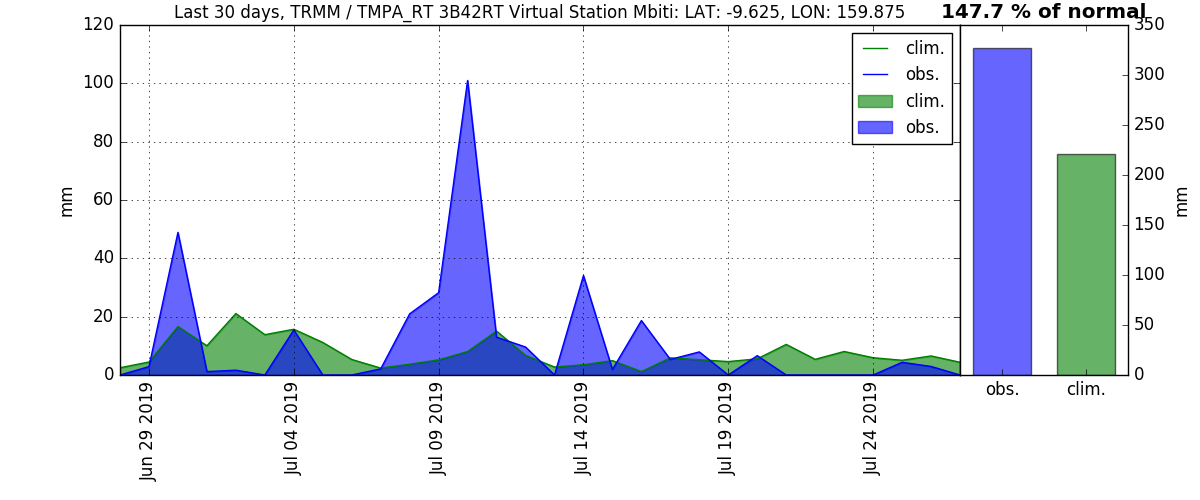 Last 30 days, TRMM / TMPA_RT 3B42RT Virtual Station Mbiti: LAT: -9.625, LON: 159.875
147.7 % of normal
120
100
80
60
40
20
0
mm
clim.
obs.
clim.
obs.
Jun 29 2019
Jul 04 2019
Jul 09 2019
Jul 14 2019
Jul 19 2019
Jul 24 2019
350
300
250
200
150
100
50
0
mm
obs.
clim.